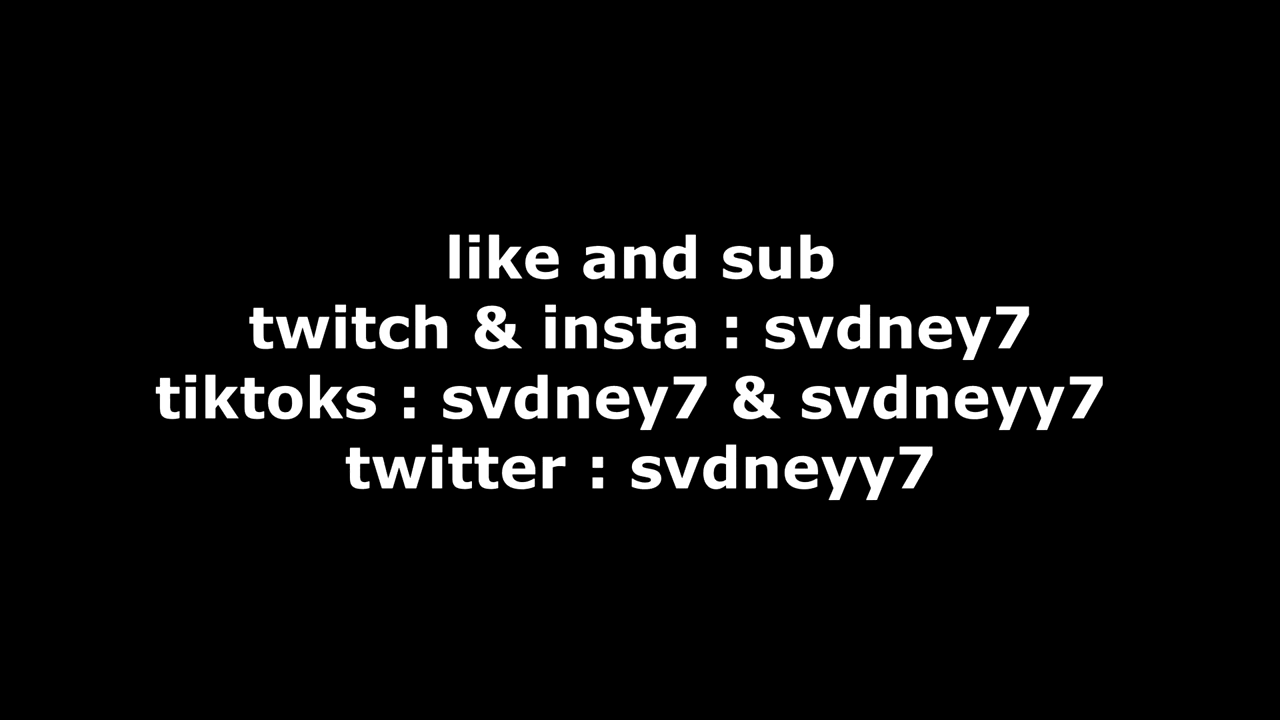 like and sub
twitch & insta : svdney7
tiktoks : svdney7 & svdneyy7
twitter : svdneyy7